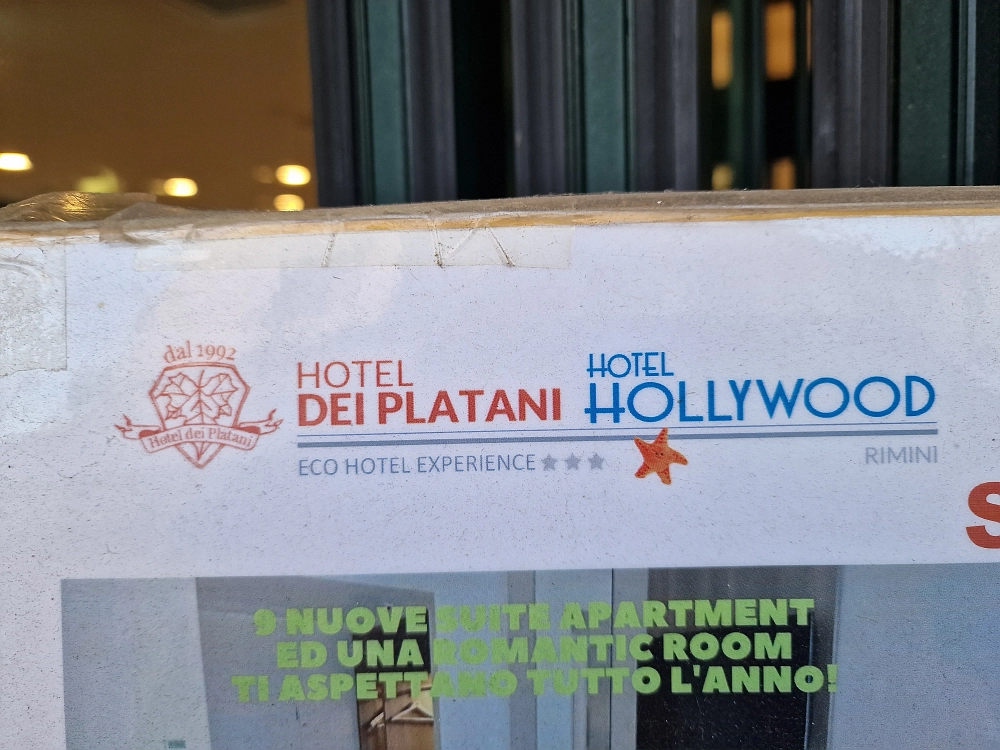 dal 1992
Hotel dei Platani
HOTEL
DEI PLATANI
HOTEL
HOLLYWOOD
ECO HOTEL EXPERIENCE
RIMINI
S
9 NUOVE SUITE APARTMENT
ED UNA ROMANTIC ROOM
TI ASPETTANO TUTTO L'ANNO!